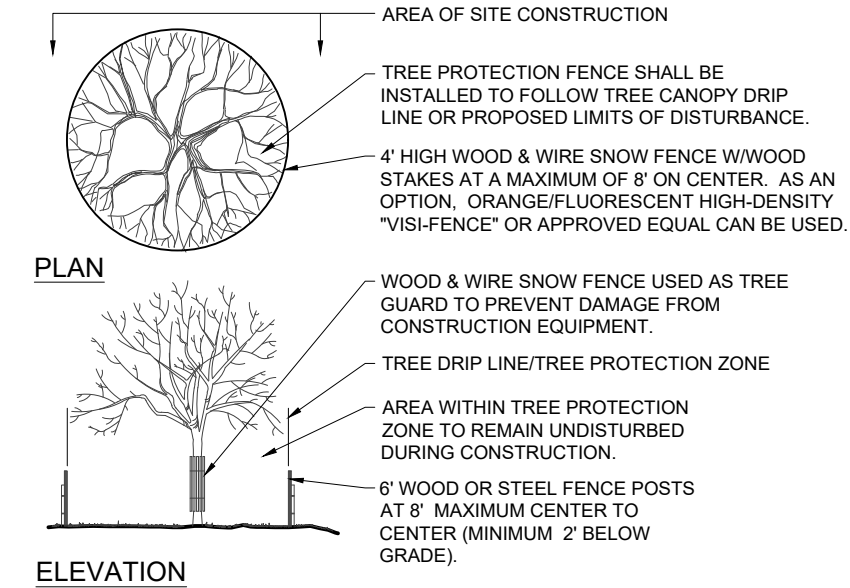 AREA OF SITE CONSTRUCTION
TREE PROTECTION FENCE SHALL BE
INSTALLED TO FOLLOW TREE CANOPY DRIP
LINE OR PROPOSED LIMITS OF DISTURBANCE.
4' HIGH WOOD & WIRE SNOW FENCE W/WOOD
STAKES AT A MAXIMUM OF 8' ON CENTER. AS AN
OPTION, ORANGE/FLUORESCENT HIGH-DENSITY
"VISI-FENCE" OR APPROVED EQUAL CAN BE USED.
PLAN
WOOD & WIRE SNOW FENCE USED AS TREE
GUARD TO PREVENT DAMAGE FROM
CONSTRUCTION EQUIPMENT.
TREE DRIP LINE/TREE PROTECTION ZONE
AREA WITHIN TREE PROTECTION
ZONE TO REMAIN UNDISTURBED
DURING CONSTRUCTION.
6' WOOD OR STEEL FENCE POSTS
AT 8' MAXIMUM CENTER TO
CENTER (MINIMUM 2' BELOW
GRADE).
ELEVATION